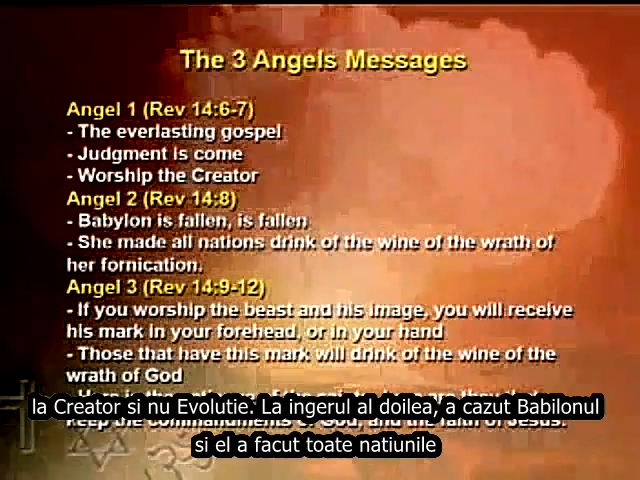 The 3 Angels Messages
Angel 1 (Rev 14:6-7)
- The everlasting gospel
- Judgment is come
- Worship the Creator
Angel 2 (Rev 14:8)
- Babylon is fallen, is fallen
- She made all nations drink of the wine of the wrath of
her fornication.
Angel 3 (Rev 14:9-12)
- If you worship the beast and his image, you will receive
his mark in your forehead, or in your hand
- Those that have this mark will drink of the wine of the
wrath of God
keep the commandments of God, and the faith of Jesus.
la Creator si nu Evolutie. La ingerul al doilea, a cazut Babilonul
si el a facut toate natiunile